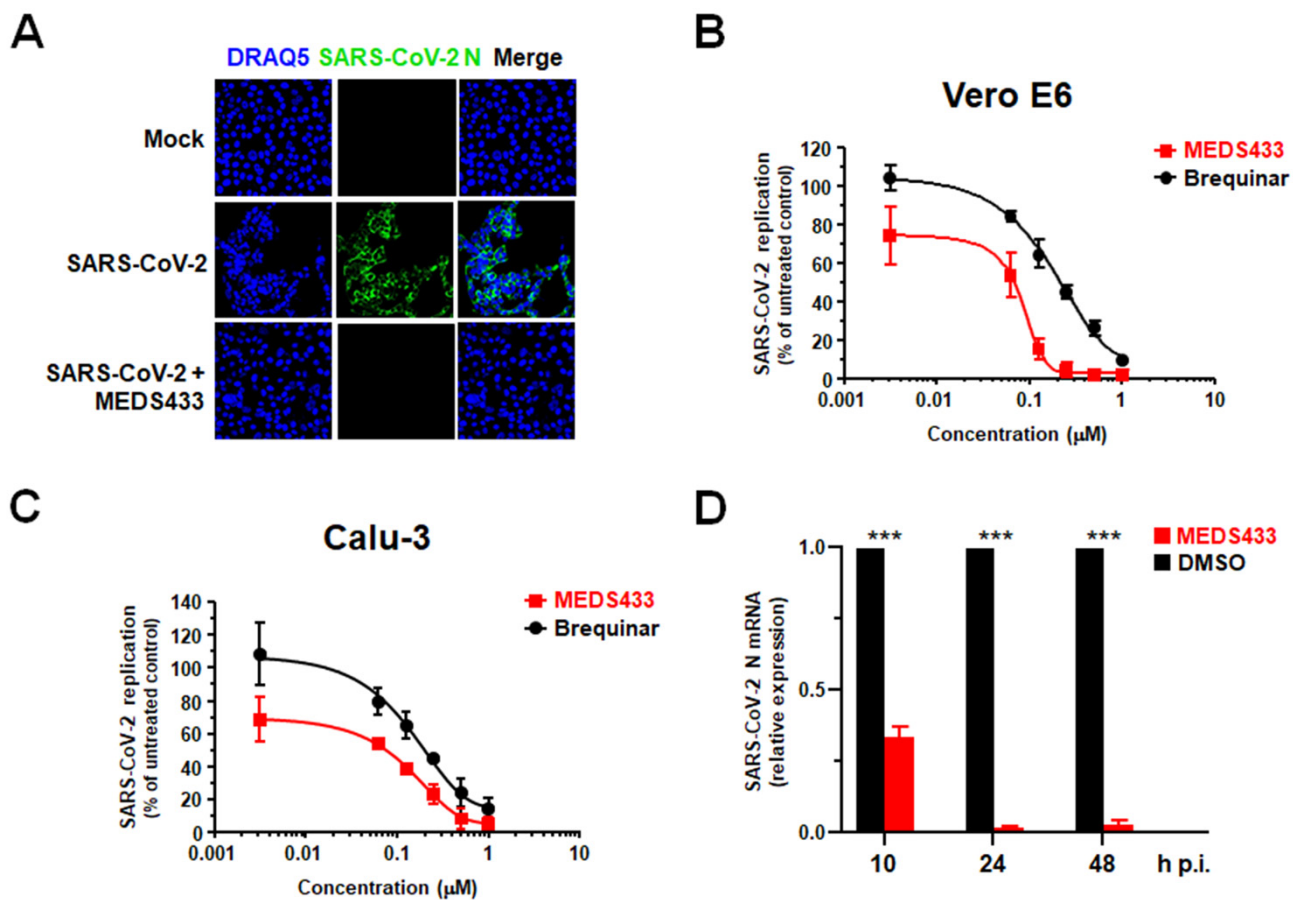 A
DRAQ5 SARS-CoV-2 N Merge
Mock
SARS-CoV-2
SARS-CoV-2 +
MEDS433
B
Vero E6
MEDS433
Brequinar
SARS-CoV-2 replication
(% of untreated control)
120
100
80
60
40
20
0
0.001 0.01 0.1 1 10
Concentration (μM)
C
Calu-3
MEDS433
Brequinar
SARS-CoV-2 replication
(% of untreated control)
140
120
100
80
60
40
20
0
0.001 0.01 0.1 1 10
Concentration (μM)
D
MEDS433
DMSO
SARS-CoV-2 N mRNA
(relative expression)
*** *** ***
1.0
0.5
0.0
10 24 48 h p.i.